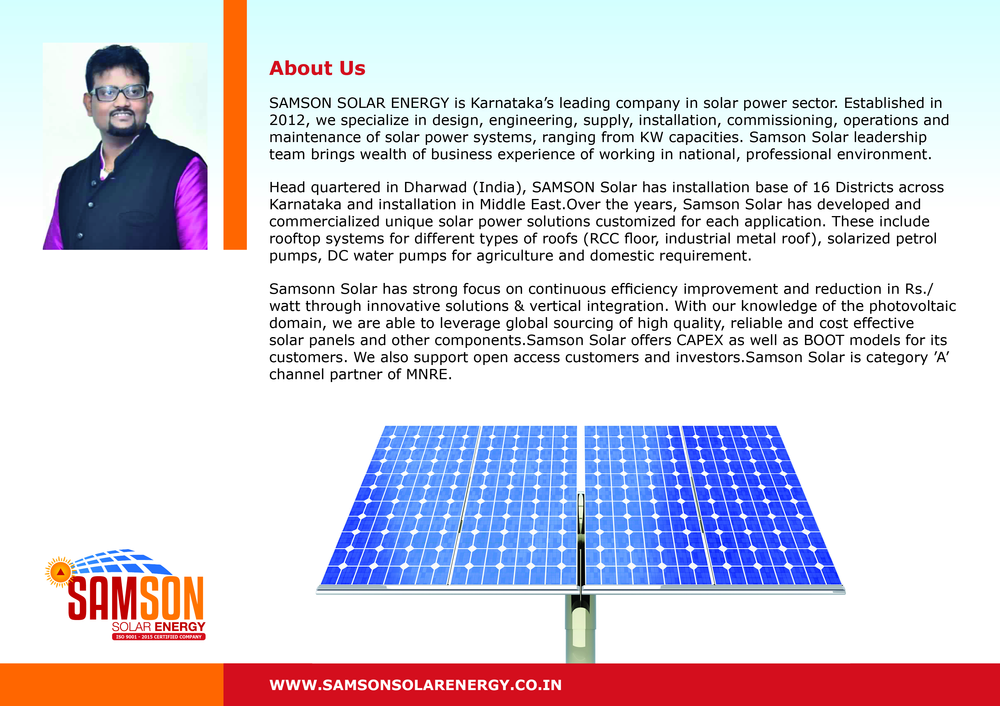 About Us
SAMSON SOLAR ENERGY is Karnataka’s leading company in solar power sector. Established in
2012, we specialize in design, engineering, supply, installation, commissioning, operations and
maintenance of solar power systems, ranging from KW capacities. Samson Solar leadership
team brings wealth of business experience of working in national, professional environment.
Head quartered in Dharwad (India), SAMSON Solar has installation base of 16 Districts across
Karnataka and installation in Middle East.Over the years, Samson Solar has developed and
commercialized unique solar power solutions customized for each application. These include
rooftop systems for different types of roofs (RCC floor, industrial metal roof), solarized petrol
pumps, DC water pumps for agriculture and domestic requirement.
Samsonn Solar has strong focus on continuous efficiency improvement and reduction in Rs./
watt through innovative solutions & vertical integration. With our knowledge of the photovoltaic
domain, we are able to leverage global sourcing of high quality, reliable and cost effective
solar panels and other components.Samson Solar offers CAPEX as well as BOOT models for its
customers. We also support open access customers and investors.Samson Solar is category ’A’
channel partner of MNRE.
SAMSON
SOLAR ENERGY
ISO 9001 - 2015 CERTIFIED COMPANY
WWW.SAMSONSOLARENERGY.CO.IN